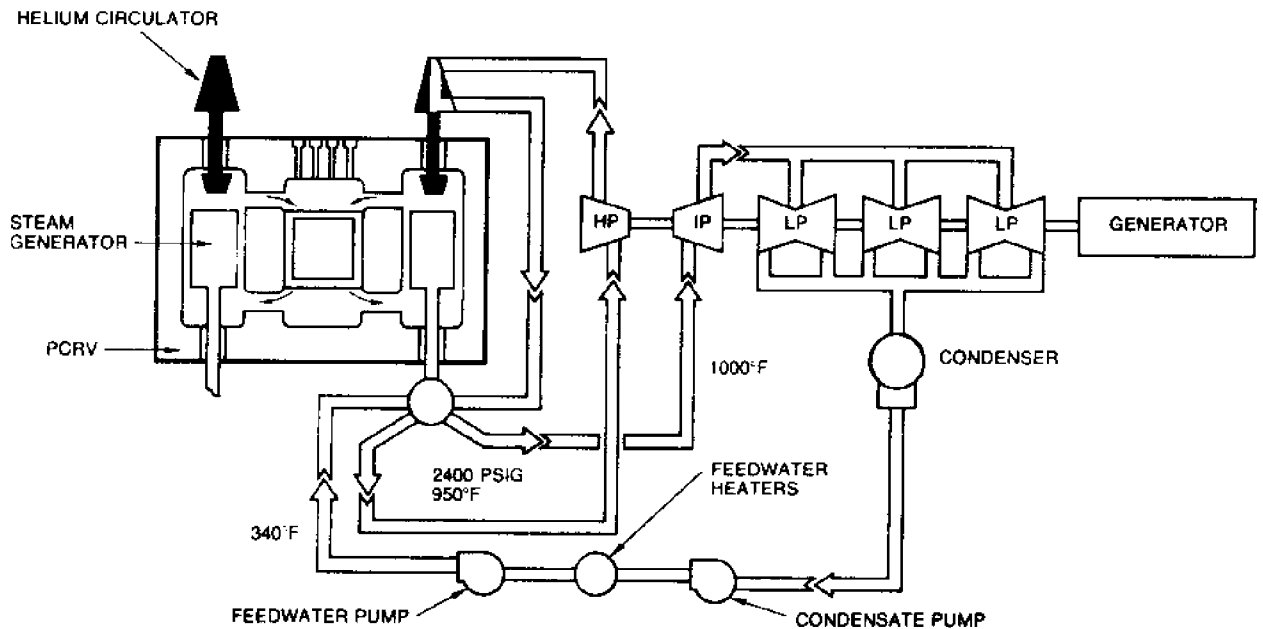 HELIUM CIRCULATOR
STEAM
GENERATOR
PCRV
HP
IP
LP
LP
LP
GENERATOR
1000°F
CONDENSER
2400 PSIG
950°F
FEEDWATER
HEATERS
340°F
FEEDWATER PUMP
CONDENSATE PUMP